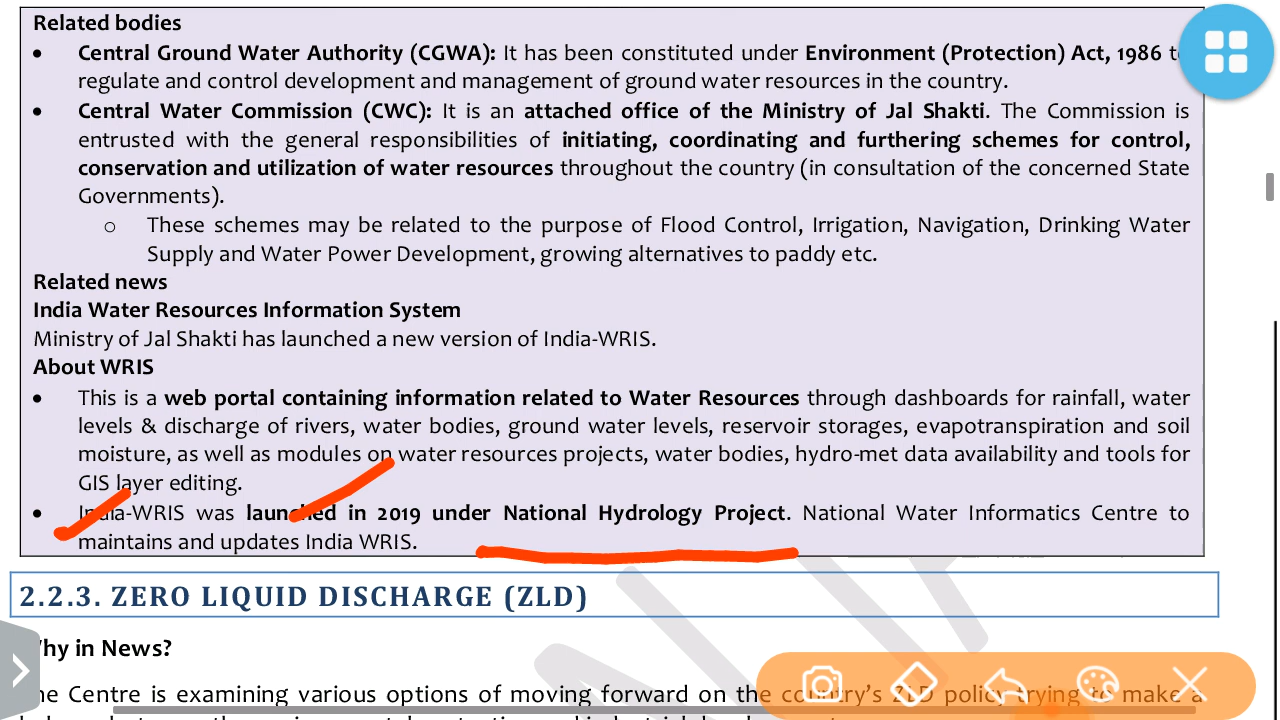 Related bodies
• Central Ground Water Authority (CGWA): It has been constituted under Environment (Protection) Act, 1986
regulate and control development and management of ground water resources in the country.
• Central Water Commission (CWC): It is an attached office of the Ministry of Jal Shakti. The Commission is
entrusted with the general responsibilities of initiating, coordinating and furthering schemes for control,
conservation and utilization of water resources throughout the country (in consultation of the concerned State
Governments).
o These schemes may be related to the purpose of Flood Control, Irrigation, Navigation, Drinking Water
Supply and Water Power Development, growing alternatives to paddy etc.
Related news
India Water Resources Information System
Ministry of Jal Shakti has launched a new version of India-WRIS.
About WRIS
• This is a web portal containing information related to Water Resources through dashboards for rainfall, water
levels & discharge of rivers, water bodies, ground water levels, reservoir storages, evapotranspiration and soil
moisture, as well as modules on water resources projects, water bodies, hydro-met data availability and tools for
GIS layer editing.
• India-WRIS was launched in 2019 under National Hydrology Project. National Water Informatics Centre to
maintains and updates India WRIS.
2.2.3. ZERO LIQUID DISCHARGE (ZLD)
Why in News?
The Centre is examining various options of moving forward on the country's ZLD policy trying to make a